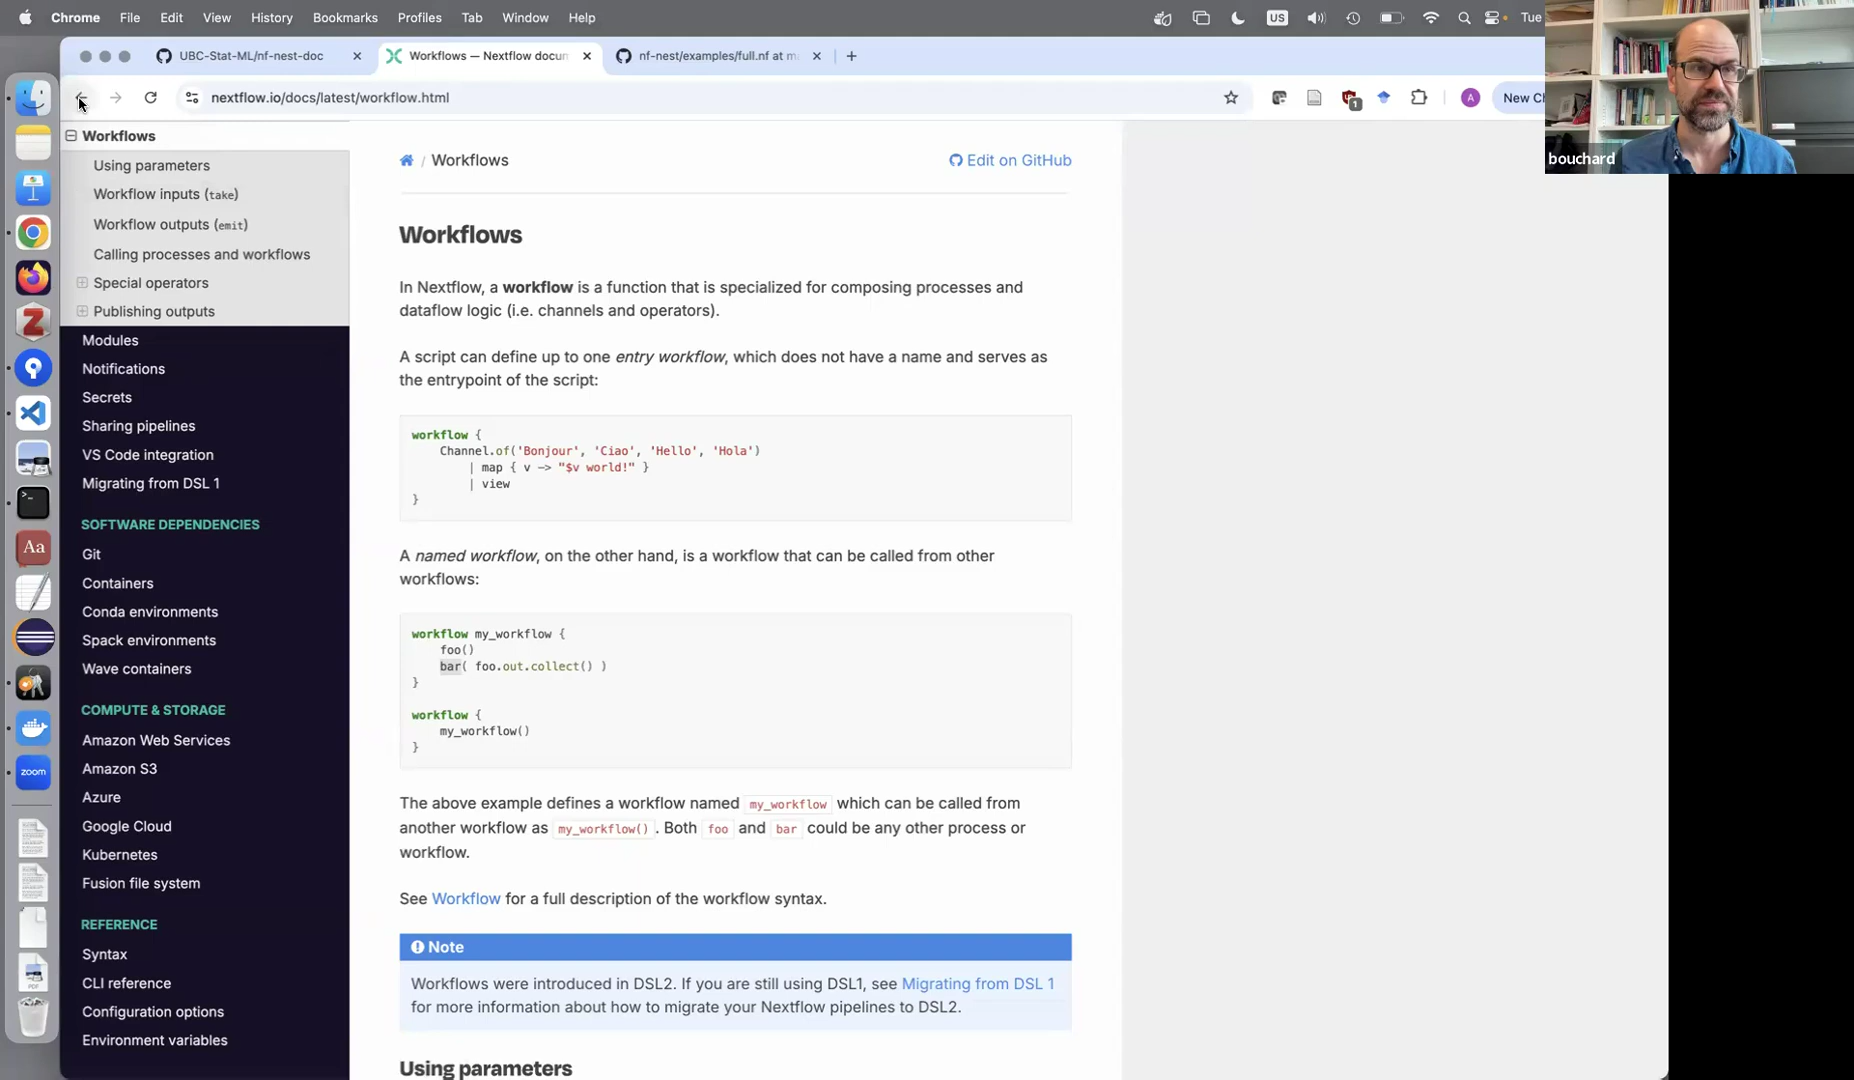 Chrome File Edit View History Bookmarks Profiles Tab Window Help US Tue
UBC-Stat-ML/nf-nest-doc
Workflows — Nextflow docum
nf-nest/examples/full.nf at m
nextflow.io/docs/latest/workflow.html
1
A
New Ch
bouchard
Workflows
Using parameters
Workflow inputs (take)
Workflow outputs (emit)
Calling processes and workflows
Special operators
Publishing outputs
Modules
Notifications
Secrets
Sharing pipelines
VS Code integration
Migrating from DSL 1
SOFTWARE DEPENDENCIES
Git
Containers
Conda environments
Spack environments
Wave containers
COMPUTE & STORAGE
Amazon Web Services
Amazon S3
Azure
Google Cloud
Kubernetes
Fusion file system
REFERENCE
Syntax
CLI reference
Configuration options
Environment variables
/ Workflows
Edit on GitHub
Workflows
In Nextflow, a workflow is a function that is specialized for composing processes and
dataflow logic (i.e. channels and operators).
A script can define up to one entry workflow, which does not have a name and serves as
the entrypoint of the script:
workflow {
Channel.of('Bonjour', 'Ciao', 'Hello', 'Hola')
| map { v -> "$v world!" }
| view
}
A named workflow, on the other hand, is a workflow that can be called from other
workflows:
workflow my_workflow {
foo()
bar( foo.out.collect() )
}
workflow {
my_workflow()
}
The above example defines a workflow named my_workflow which can be called from
another workflow as my_workflow(). Both foo and bar could be any other process or
workflow.
See Workflow for a full description of the workflow syntax.
Note
Workflows were introduced in DSL2. If you are still using DSL1, see Migrating from DSL 1
for more information about how to migrate your Nextflow pipelines to DSL2.
Using parameters
Z
Aa
zoom
PDF